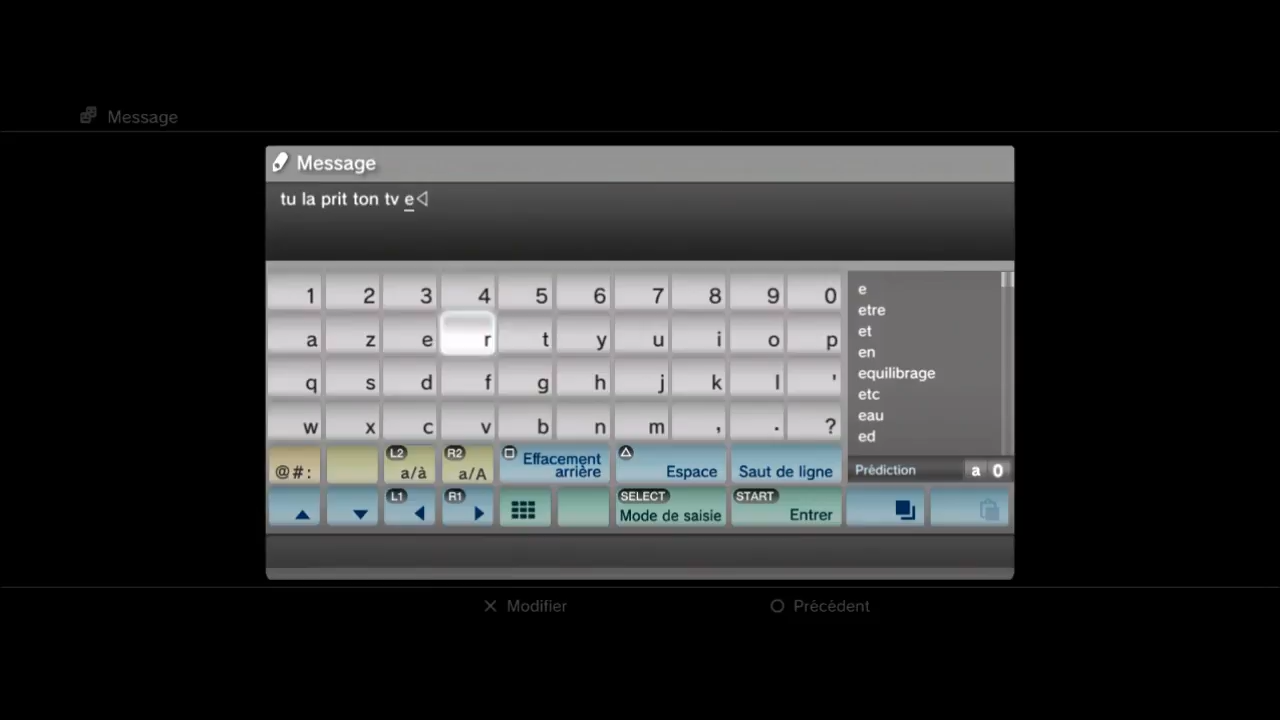 Message
Message
tu la prit ton tv e
1 2 3 4 5 6 7 8 9 0
a z e r t y u i o p
q s d f g h j k l '
w x c v b n m , . ?
e
etre
et
en
equilibrage
etc
eau
ed
Prédiction a 0
@#: L2 a/à R2 a/A Effacement arrière Espace Saut de ligne
L1 R1 SELECT Mode de saisie START Entrer
Modifier Précédent